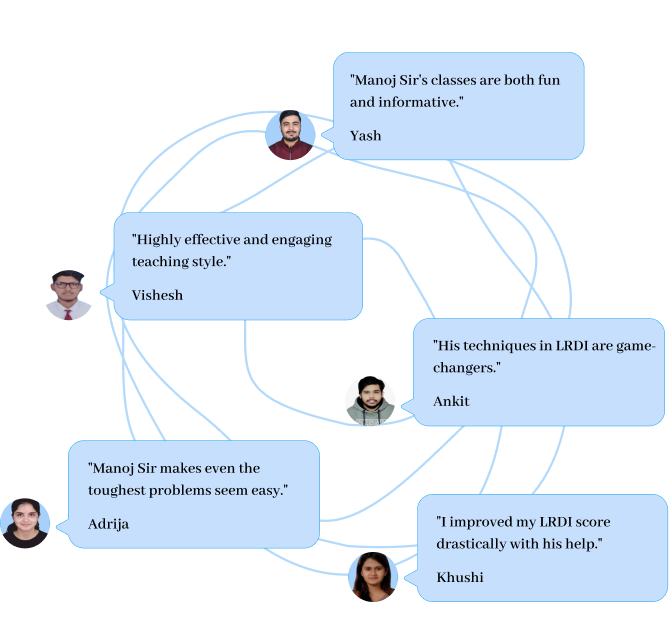 "Manoj Sir's classes are both fun
and informative."
Yash
"Highly effective and engaging
teaching style."
Vishesh
"His techniques in LRDI are game-
changers."
Ankit
"Manoj Sir makes even the
toughest problems seem easy."
Adrija
"I improved my LRDI score
drastically with his help."
Khushi